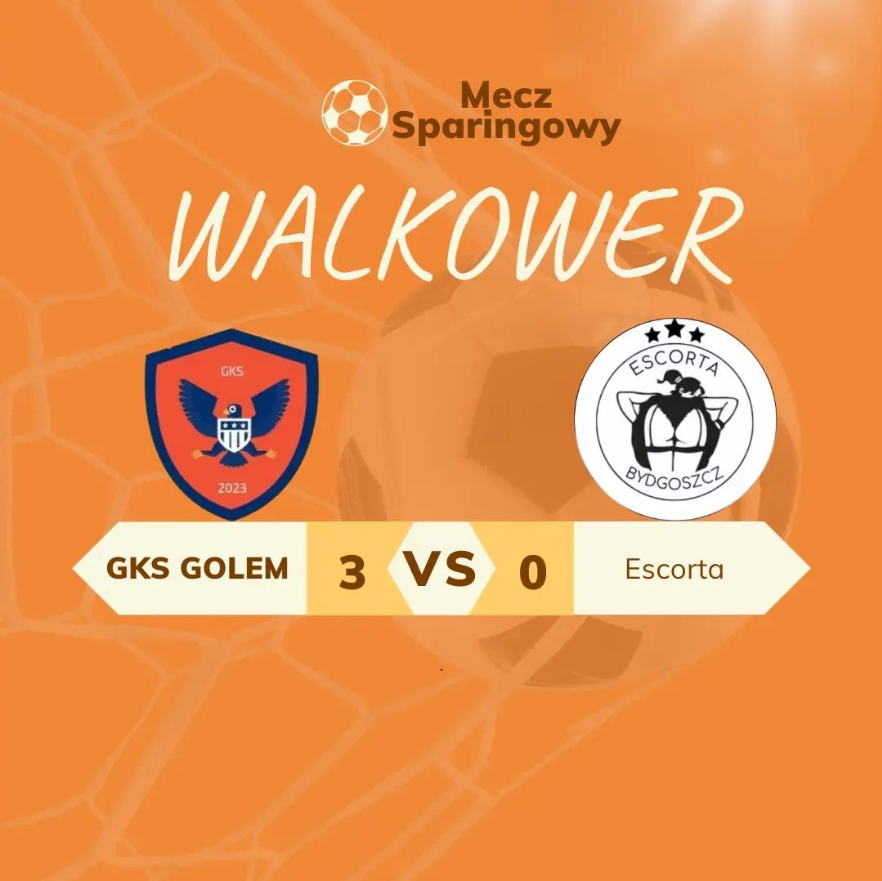 Mecz
Sparingowy
WALKOWER
GKS
2023
ESCORTA
BYDGOSZCZ
GKS GOLEM 3 VS 0 Escorta